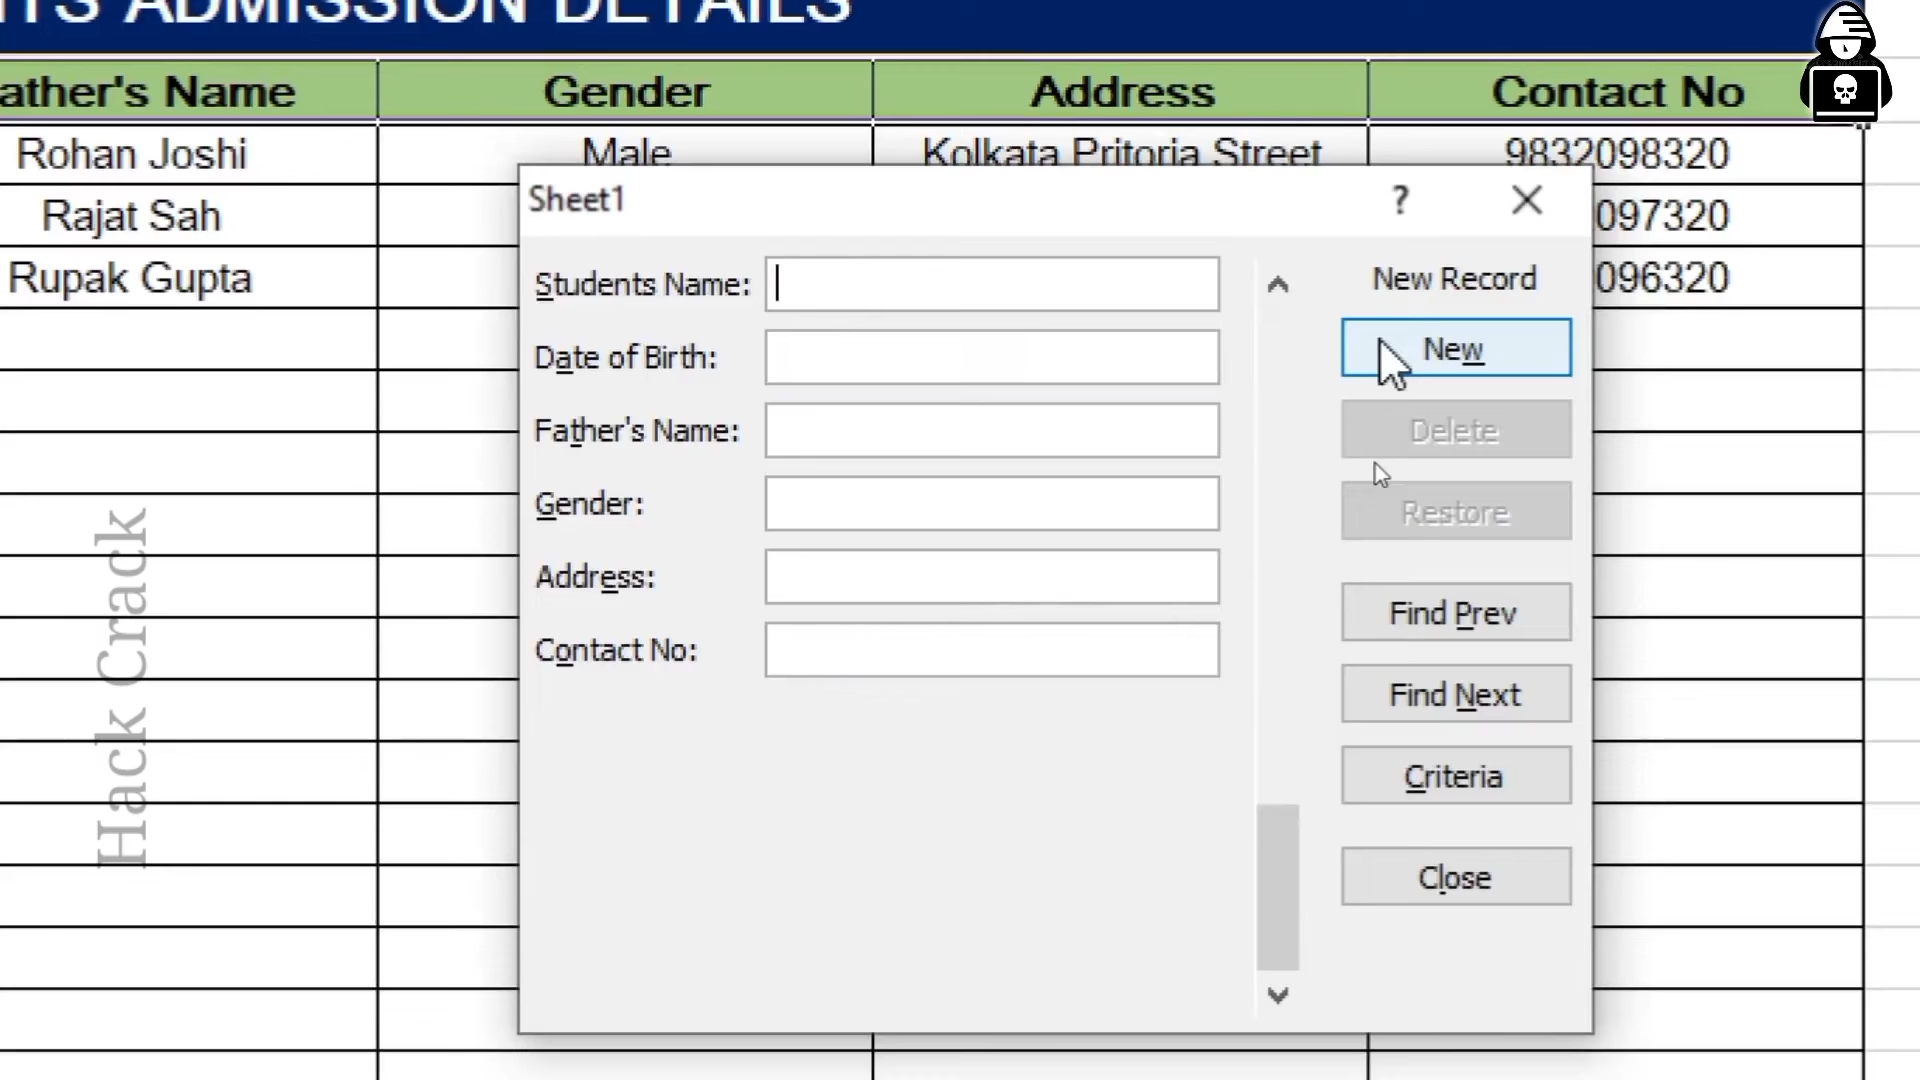 ADMISSION DETAILS
ather's Name Gender Address Contact No
Rohan Joshi Male Kolkata Pritoria Street 9832098320
Rajat Sah 097320
Rupak Gupta 096320
Sheet1 ?
Students Name:
Date of Birth:
Father's Name:
Gender:
Address:
Contact No:
New Record
New
Delete
Restore
Find Prev
Find Next
Criteria
Close
Hack Crack